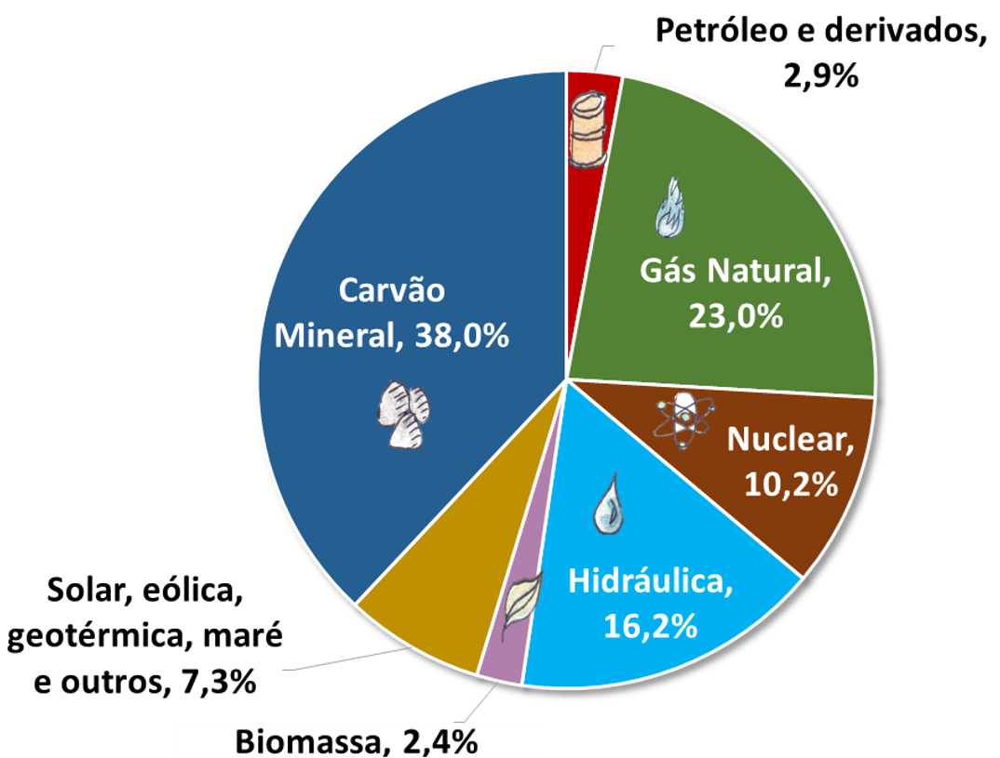 Petróleo e derivados,
2,9%
Gás Natural,
23,0%
Nuclear,
10,2%
Hidráulica,
16,2%
Biomassa, 2,4%
Solar, eólica,
geotérmica, maré
e outros, 7,3%
Carvão
Mineral, 38,0%